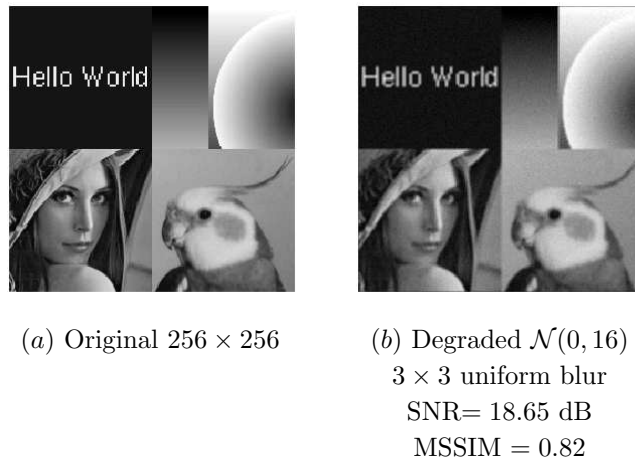 Hello World
Hello World
(a) Original 256 × 256
(b) Degraded 𝒩(0, 16)
3 × 3 uniform blur
SNR= 18.65 dB
MSSIM = 0.82